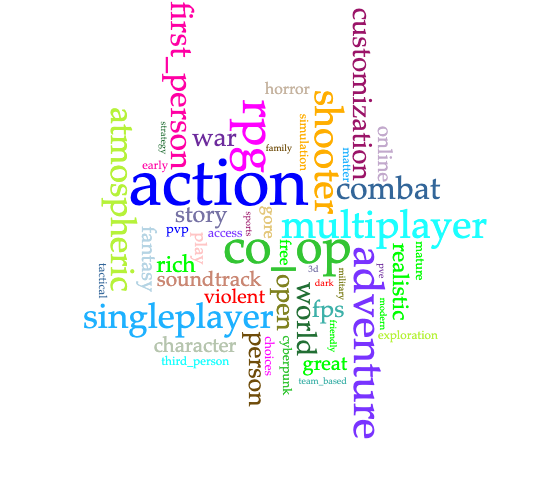 first_person
customization
horror
shooter
rpg
atmospheric
war
strategy
simulation
online
family
matter
early
action
combat
story
gore
sports
multiplayer
pvp
access
fantasy
play
co_op
free
rich
soundtrack
3d
dark
military
adventure
pve
realistic
mature
tactical
violent
open
world
fps
modern
singleplayer
friendly
exploration
character
person
choices
cyberpunk
great
third_person
team_based